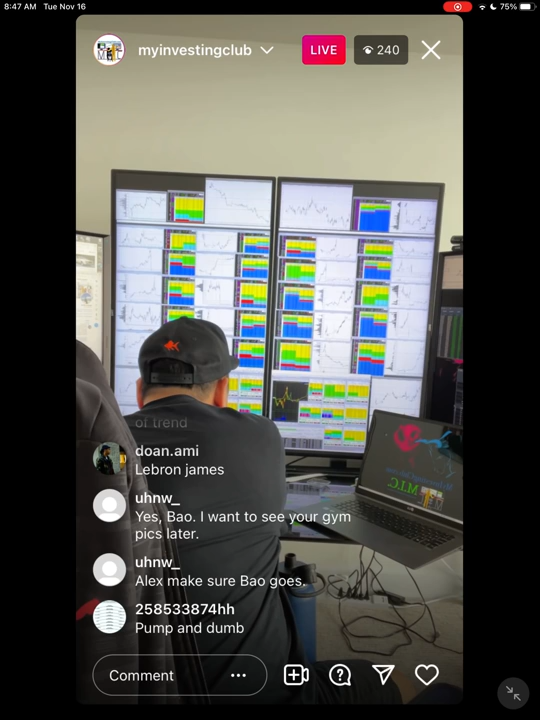 8:47 AM Tue Nov 16
75%
myinvestingclub
LIVE
240
of trend
doan.ami
Lebron james
uhnw_
Yes, Bao. I want to see your gym
pics later.
uhnw_
Alex make sure Bao goes.
258533874hh
Pump and dumb
Comment